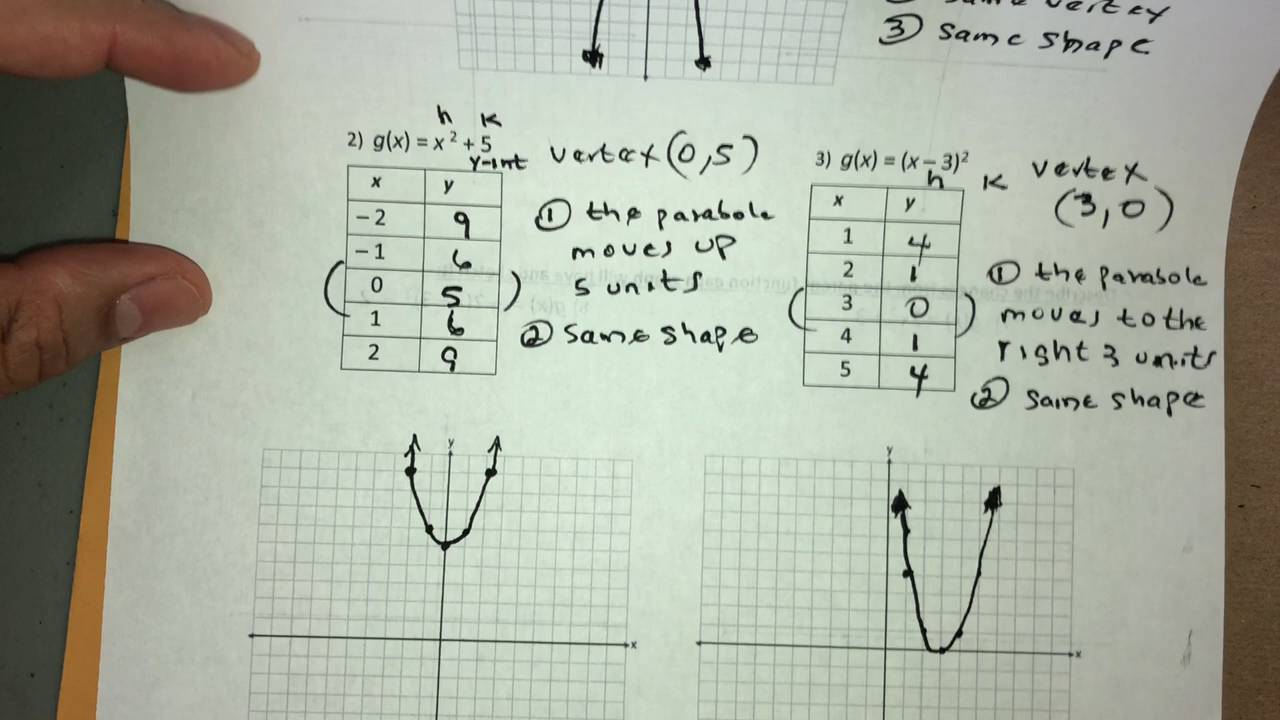 same vertex
③ same shape
h K
2) g(x) = x² + 5
y-int
vertex (0,5)
x y
-2 9
-1 6
(0 5)
1 6
2 9
① the parabola
moves up
5 units
② same shape
3) g(x) = (x – 3)²
h K
vertex
(3,0)
x y
1 4
2 1
(3 0)
4 1
5 4
① the parabola
moves to the
right 3 units
② same shape
y
x
y
x